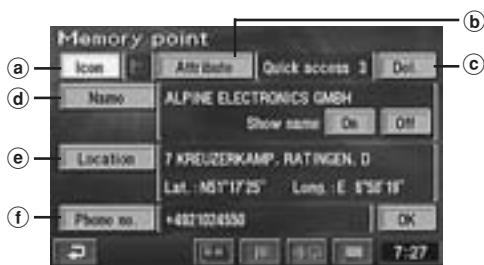 Memory point
b
a Icon Attribute Quick access 3 Del. c
d Name ALPINE ELECTRONICS GMBH
Show name On Off
e Location 7 KREUZERKAMP, RATINGEN, D
Lat. : N51°17'25" Long : E 6°50'18"
f Phone no. +4921024550 OK
7:27